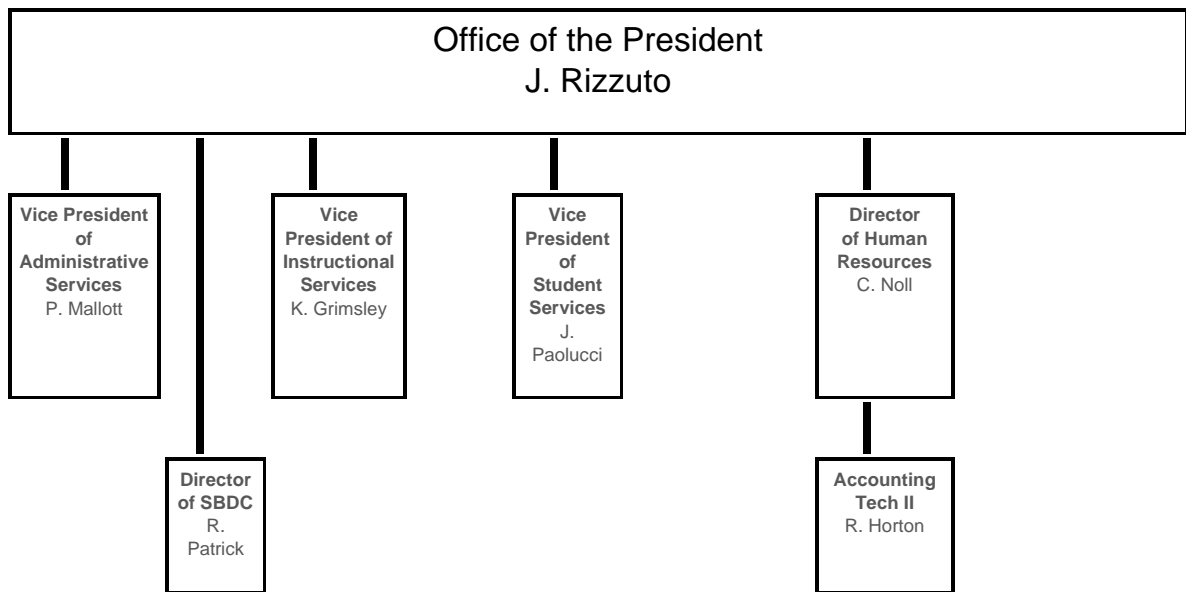 Office of the President
J. Rizzuto
Vice President
of
Administrative
Services
P. Mallott
Vice
President of
Instructional
Services
K. Grimsley
Vice
President
of
Student
Services
J.
Paolucci
Director
of Human
Resources
C. Noll
Director
of SBDC
R.
Patrick
Accounting
Tech II
R. Horton